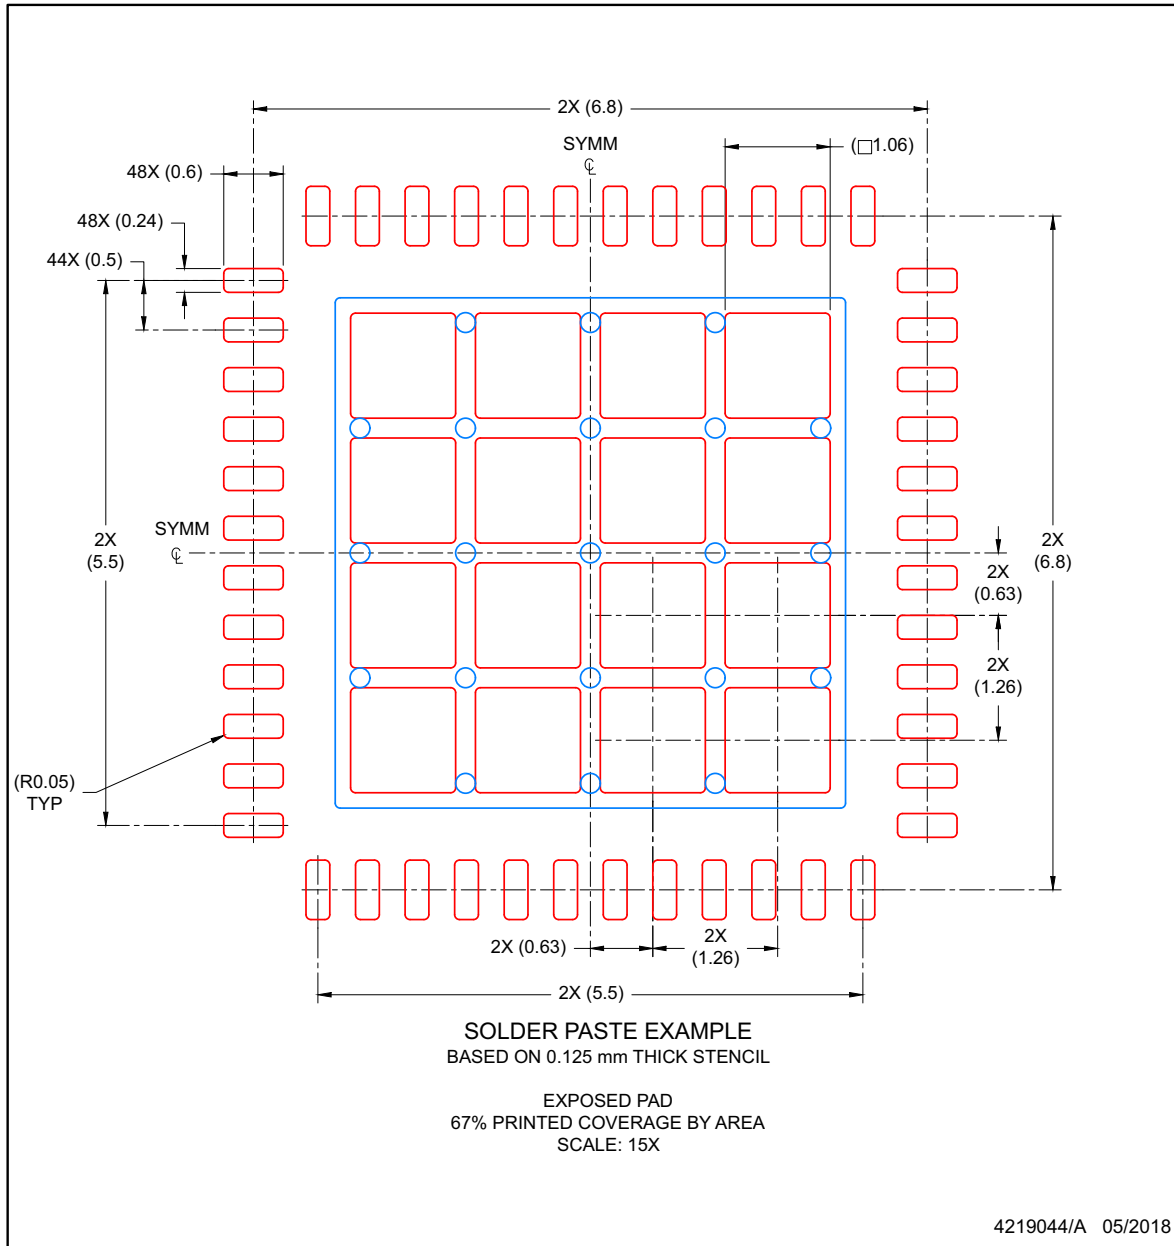 2X (6.8)
SYMM
(□1.06)
48X (0.6)
48X (0.24)
44X (0.5)
SYMM
2X
(5.5)
2X
(6.8)
2X
(0.63)
2X
(1.26)
(R0.05)
TYP
2X (0.63)
2X
(1.26)
2X (5.5)
SOLDER PASTE EXAMPLE
BASED ON 0.125 mm THICK STENCIL
EXPOSED PAD
67% PRINTED COVERAGE BY AREA
SCALE: 15X
4219044/A 05/2018